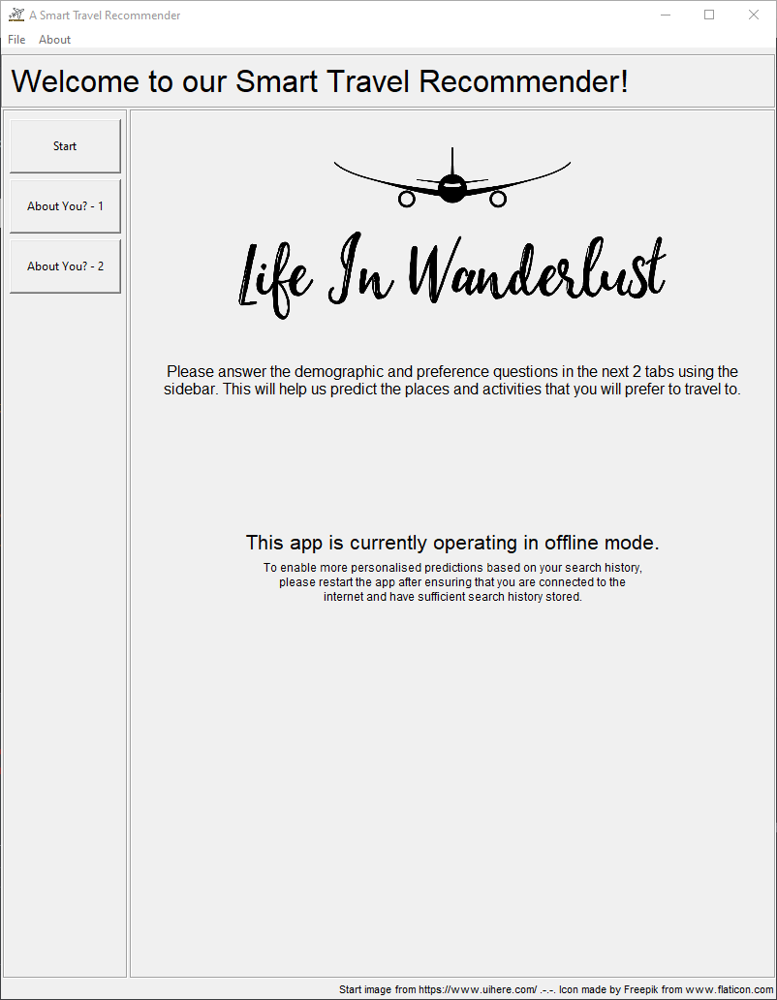 A Smart Travel Recommender
File About
Welcome to our Smart Travel Recommender!
Start
About You? - 1
About You? - 2
Life In Wanderlust
Please answer the demographic and preference questions in the next 2 tabs using the
sidebar. This will help us predict the places and activities that you will prefer to travel to.
This app is currently operating in offline mode.
To enable more personalised predictions based on your search history,
please restart the app after ensuring that you are connected to the
internet and have sufficient search history stored.
Start image from https://www.uihere.com/ .-.-. Icon made by Freepik from www.flaticon.com